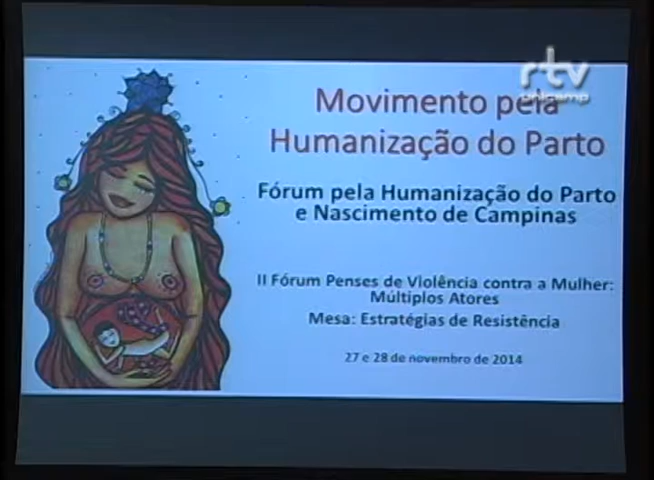 rtv
unicamp
Movimento pela
Humanização do Parto
Fórum pela Humanização do Parto
e Nascimento de Campinas
II Fórum Penses de Violência contra a Mulher:
Múltiplos Atores
Mesa: Estratégias de Resistência
27 e 28 de novembro de 2014